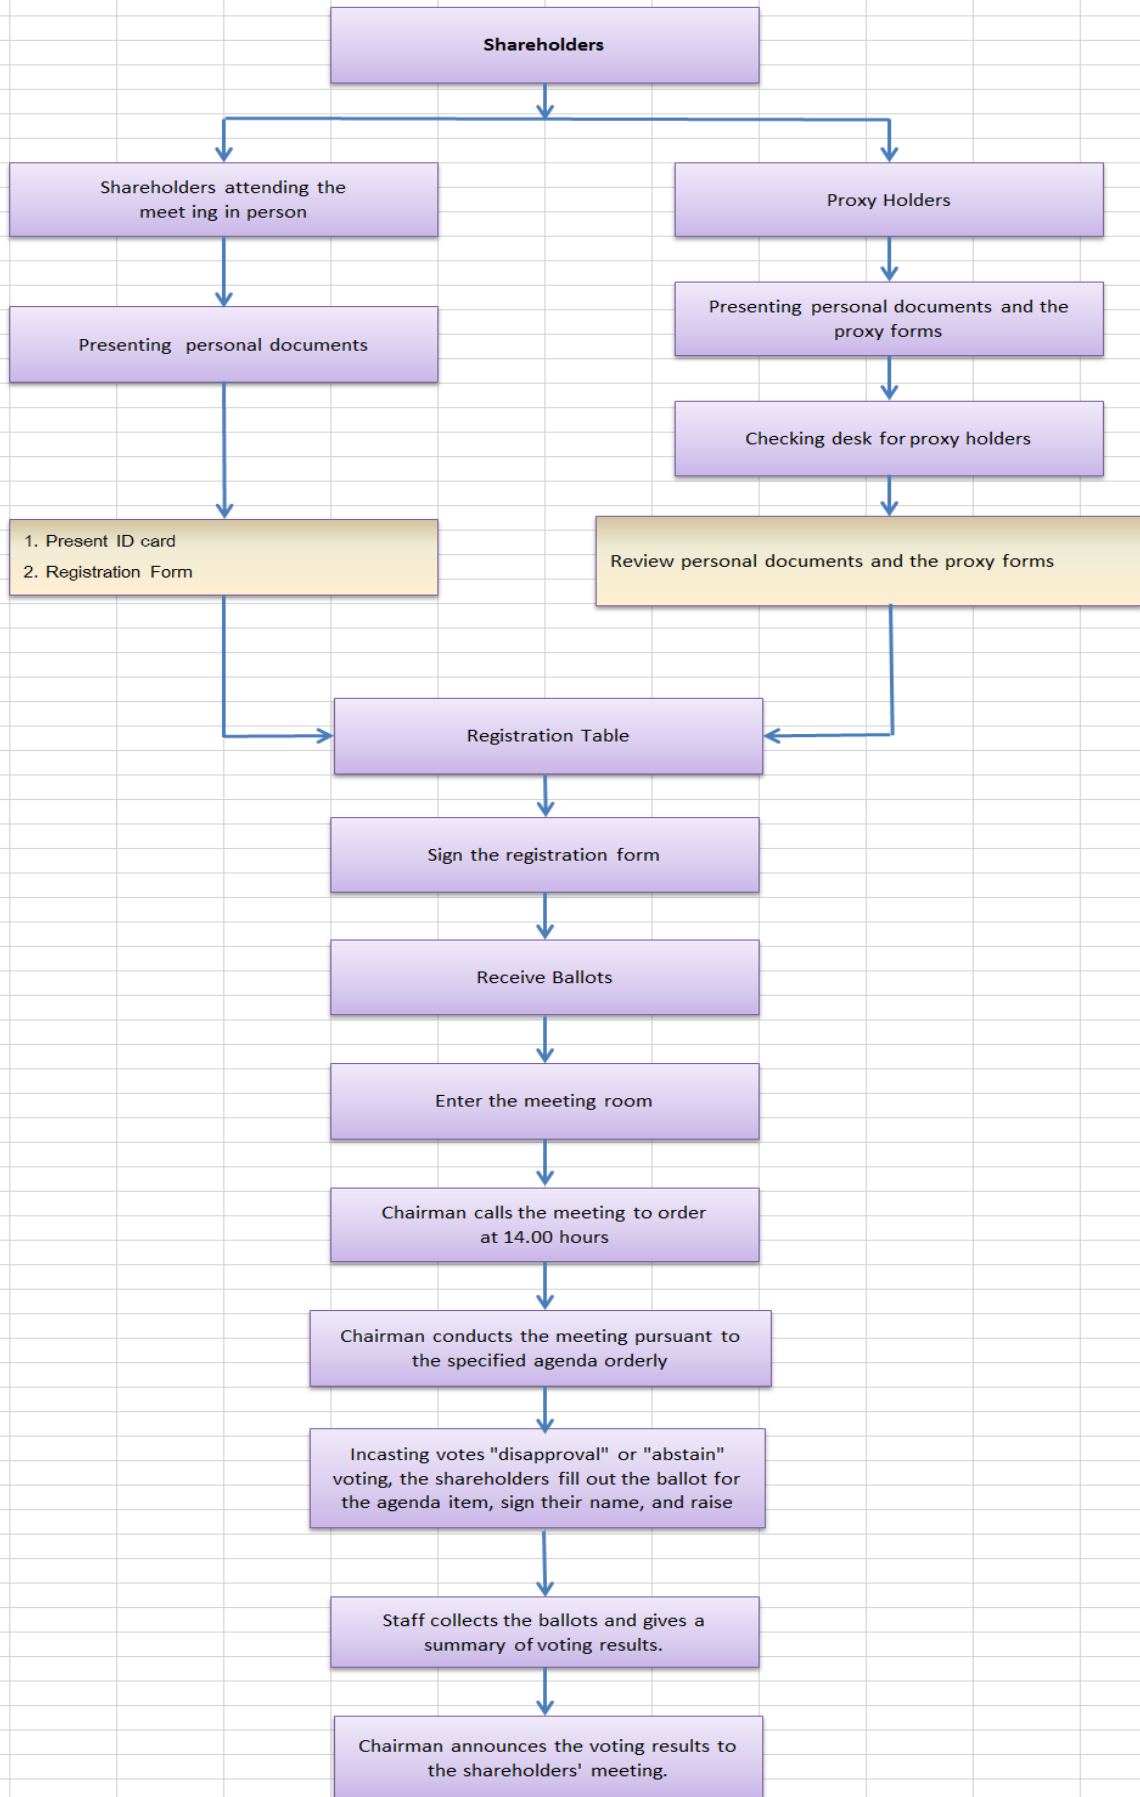 Shareholders
Shareholders attending the
meet ing in person
Proxy Holders
Presenting personal documents
Presenting personal documents and the
proxy forms
Checking desk for proxy holders
1. Present ID card
2. Registration Form
Review personal documents and the proxy forms
Registration Table
Sign the registration form
Receive Ballots
Enter the meeting room
Chairman calls the meeting to order
at 14.00 hours
Chairman conducts the meeting pursuant to
the specified agenda orderly
Incasting votes "disapproval" or "abstain"
voting, the shareholders fill out the ballot for
the agenda item, sign their name, and raise
Staff collects the ballots and gives a
summary of voting results.
Chairman announces the voting results to
the shareholders' meeting.